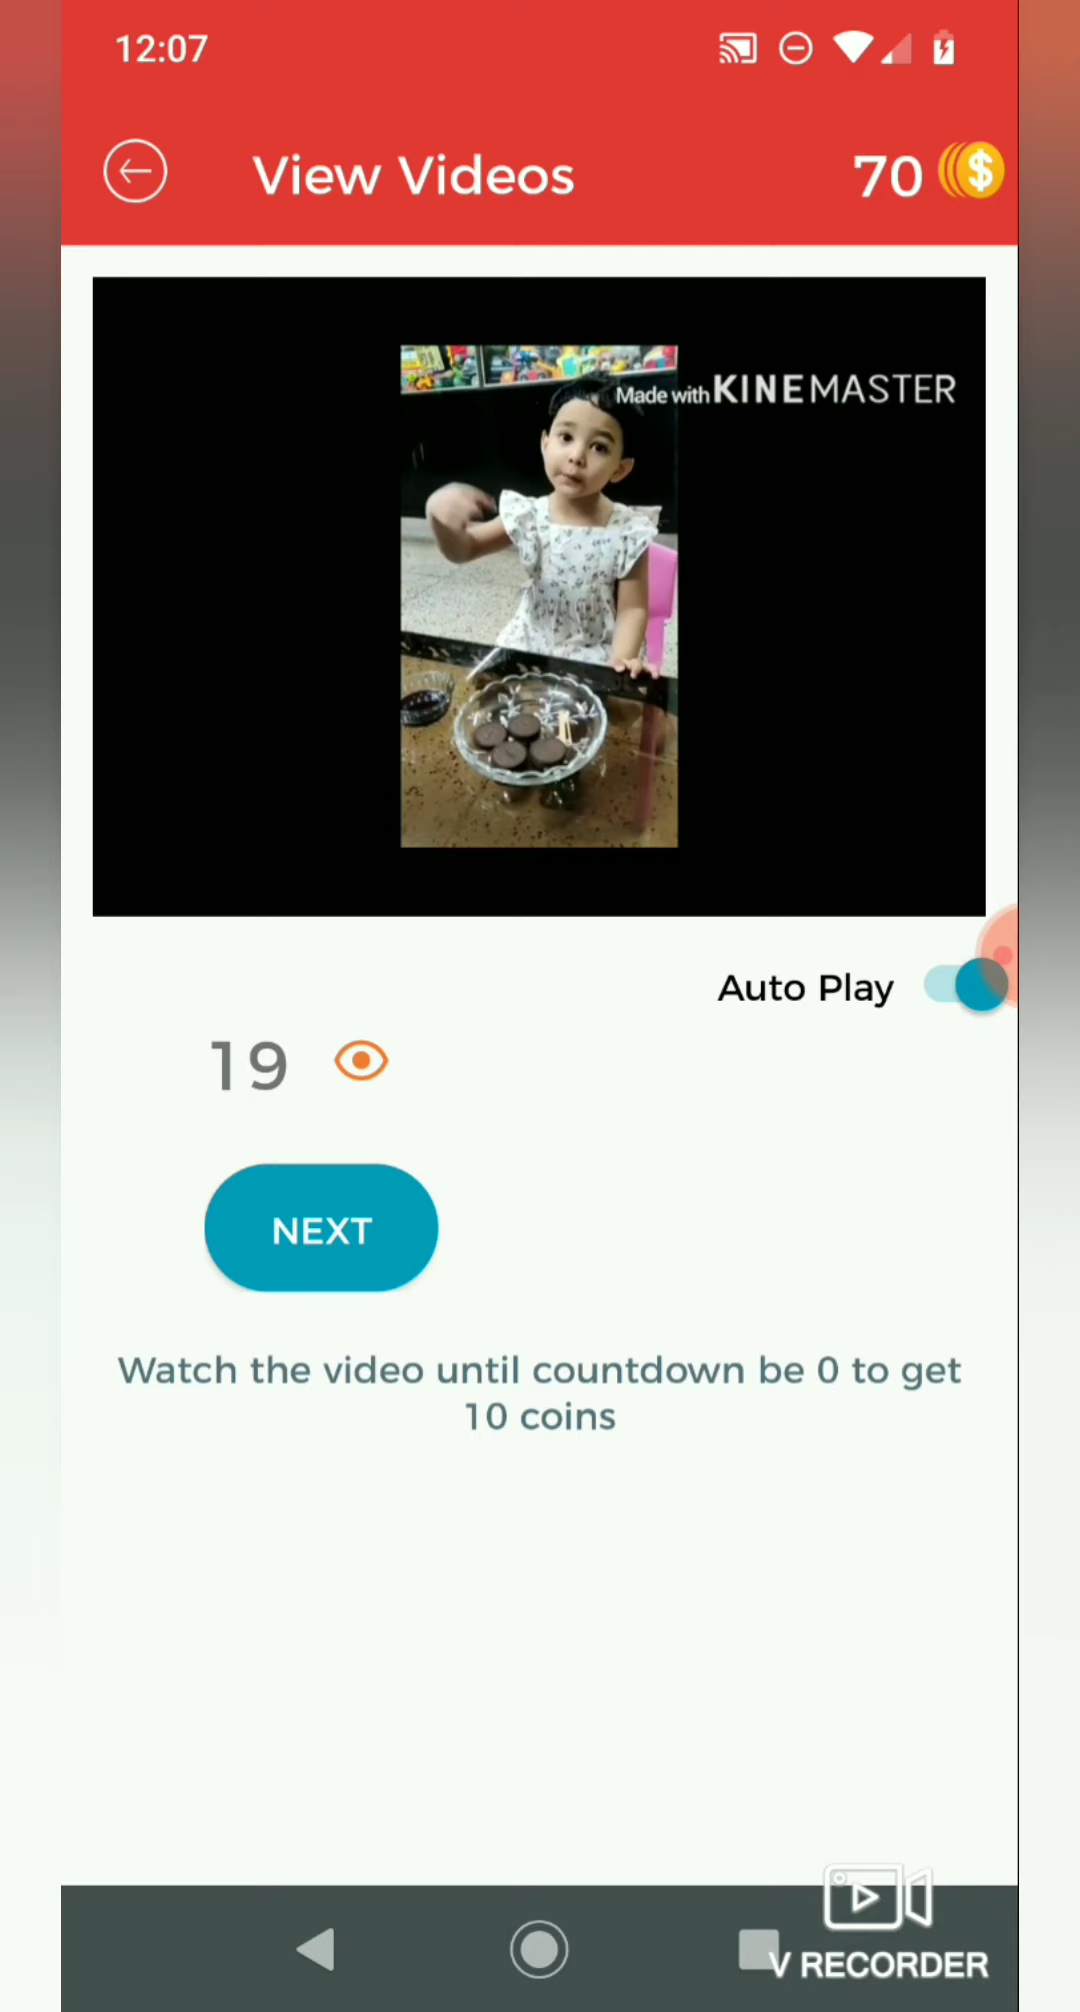 12:07
View Videos
70
Made with KINEMASTER
Auto Play
19
NEXT
Watch the video until countdown be 0 to get
10 coins
V RECORDER